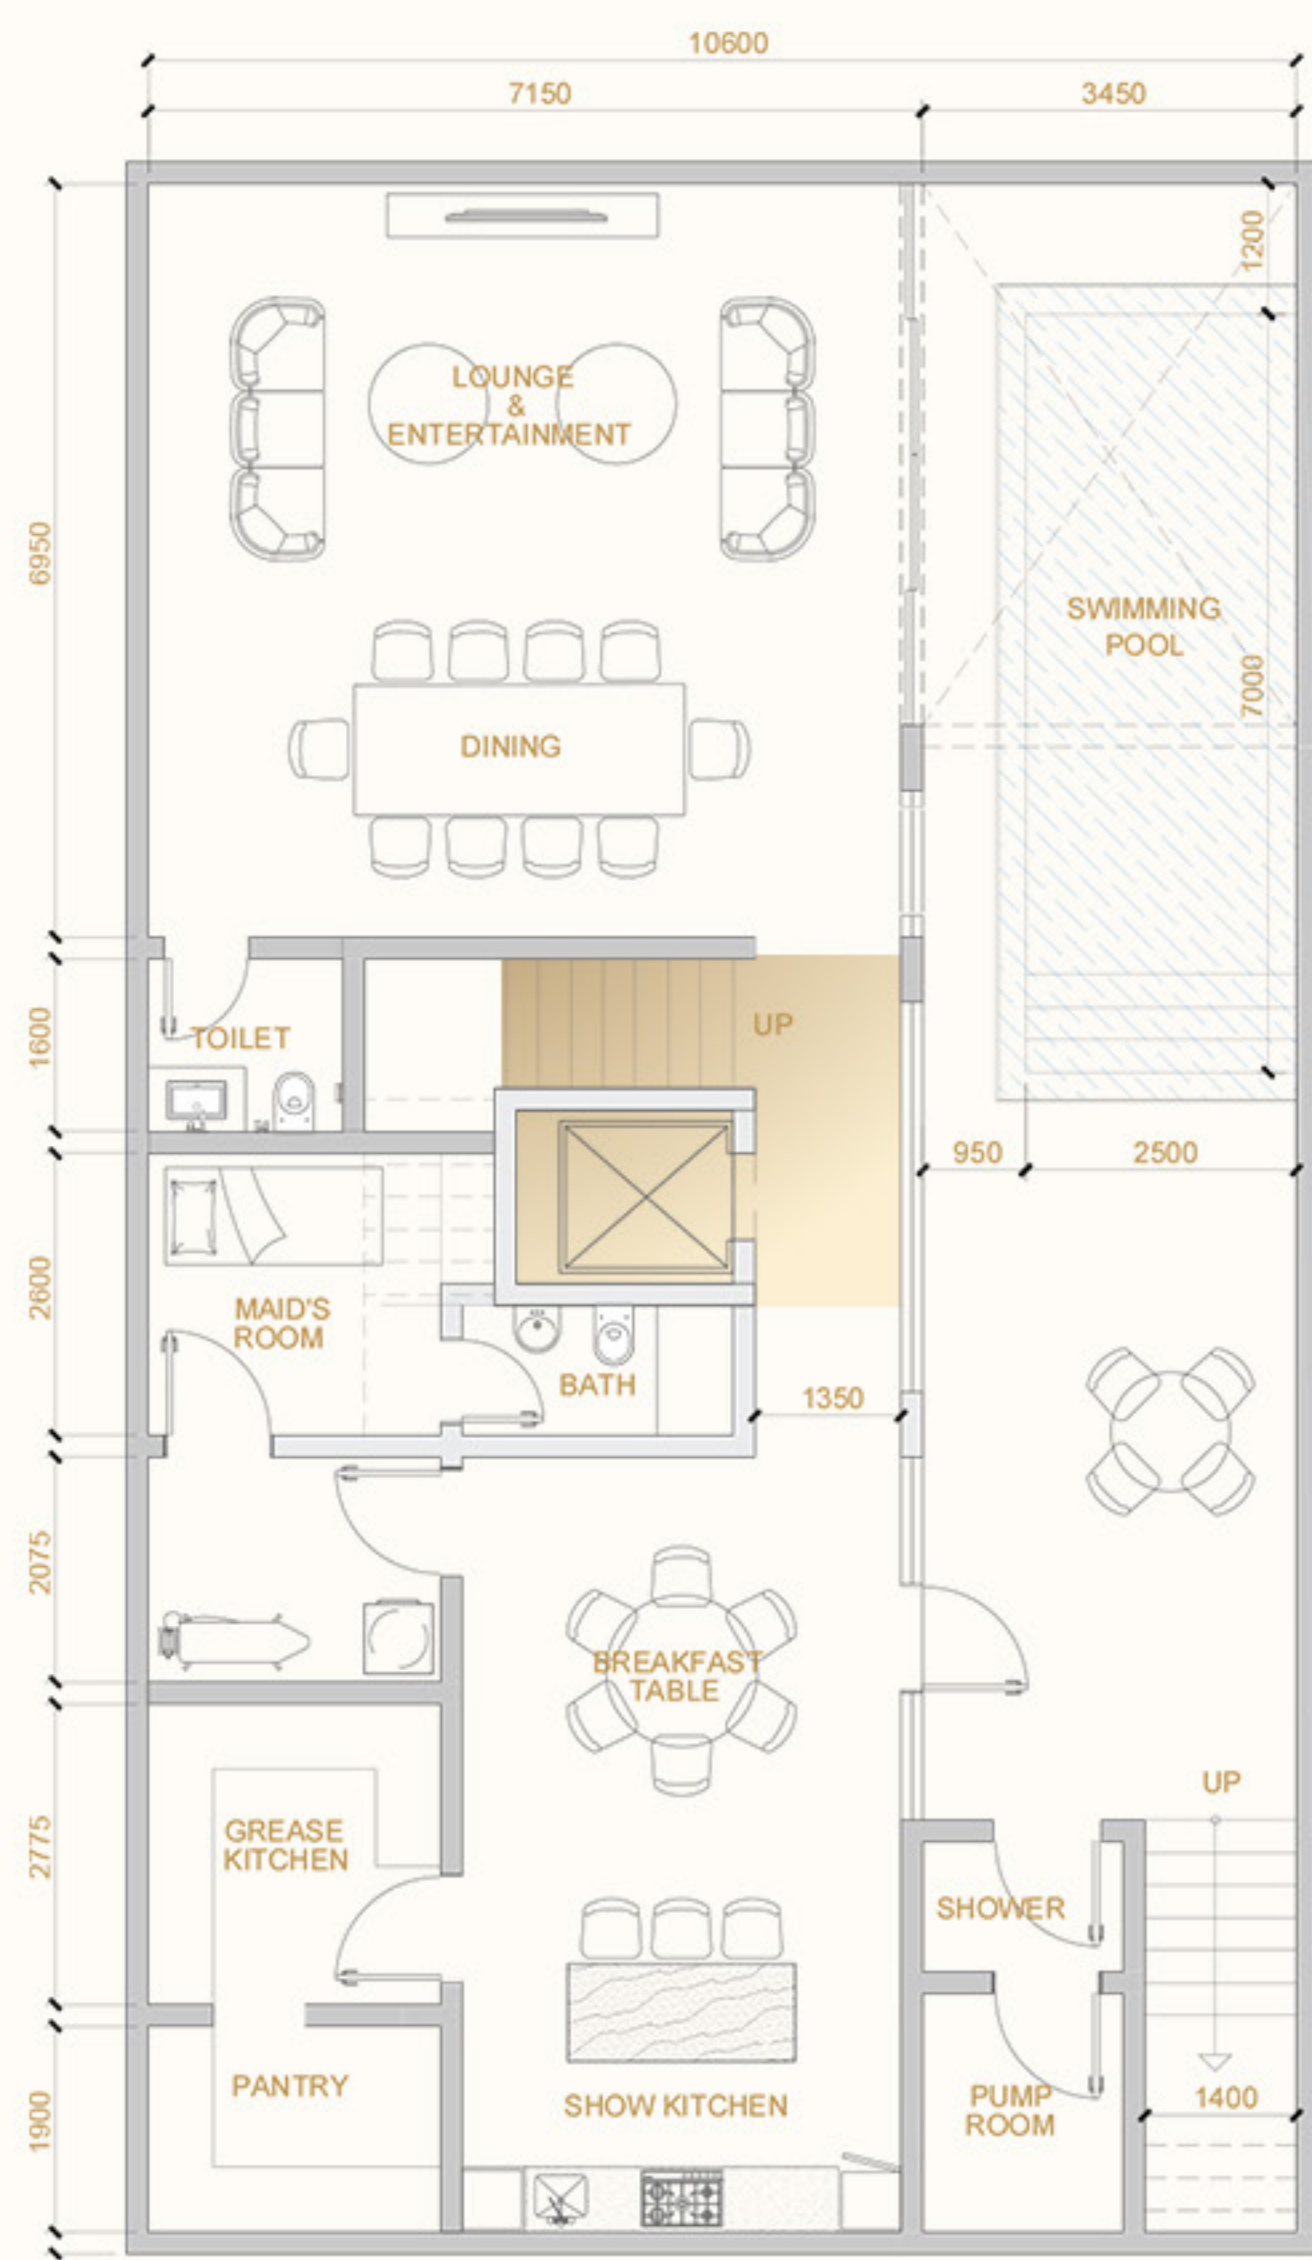 10600
7150
3450
1200
LOUNGE
&
ENTERTAINMENT
6950
SWIMMING
POOL
7000
DINING
1600
TOILET
UP
950
2500
2600
MAID'S
ROOM
BATH
1350
2075
BREAKFAST
TABLE
UP
2775
GREASE
KITCHEN
SHOWER
PANTRY
SHOW KITCHEN
PUMP
ROOM
1400
1900